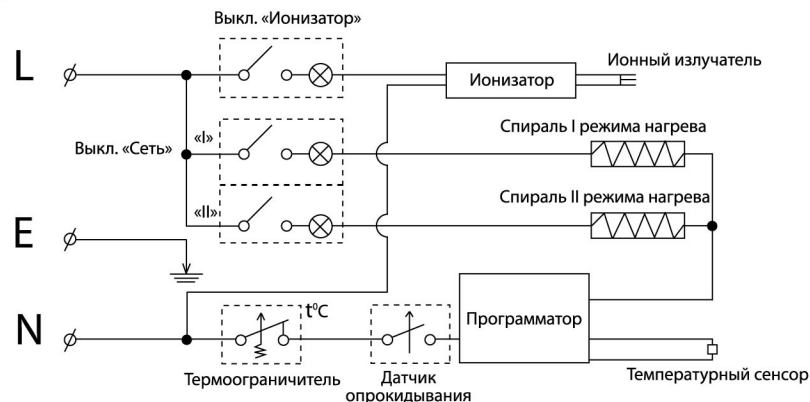 Выкл. «Ионизатор»
L
Ионизатор
Ионный излучатель
Выкл. «Сеть»
«I»
Спираль I режима нагрева
«II»
Спираль II режима нагрева
E
N
t⁰C
Программатор
Термоограничитель
Датчик
опрокидывания
Температурный сенсор